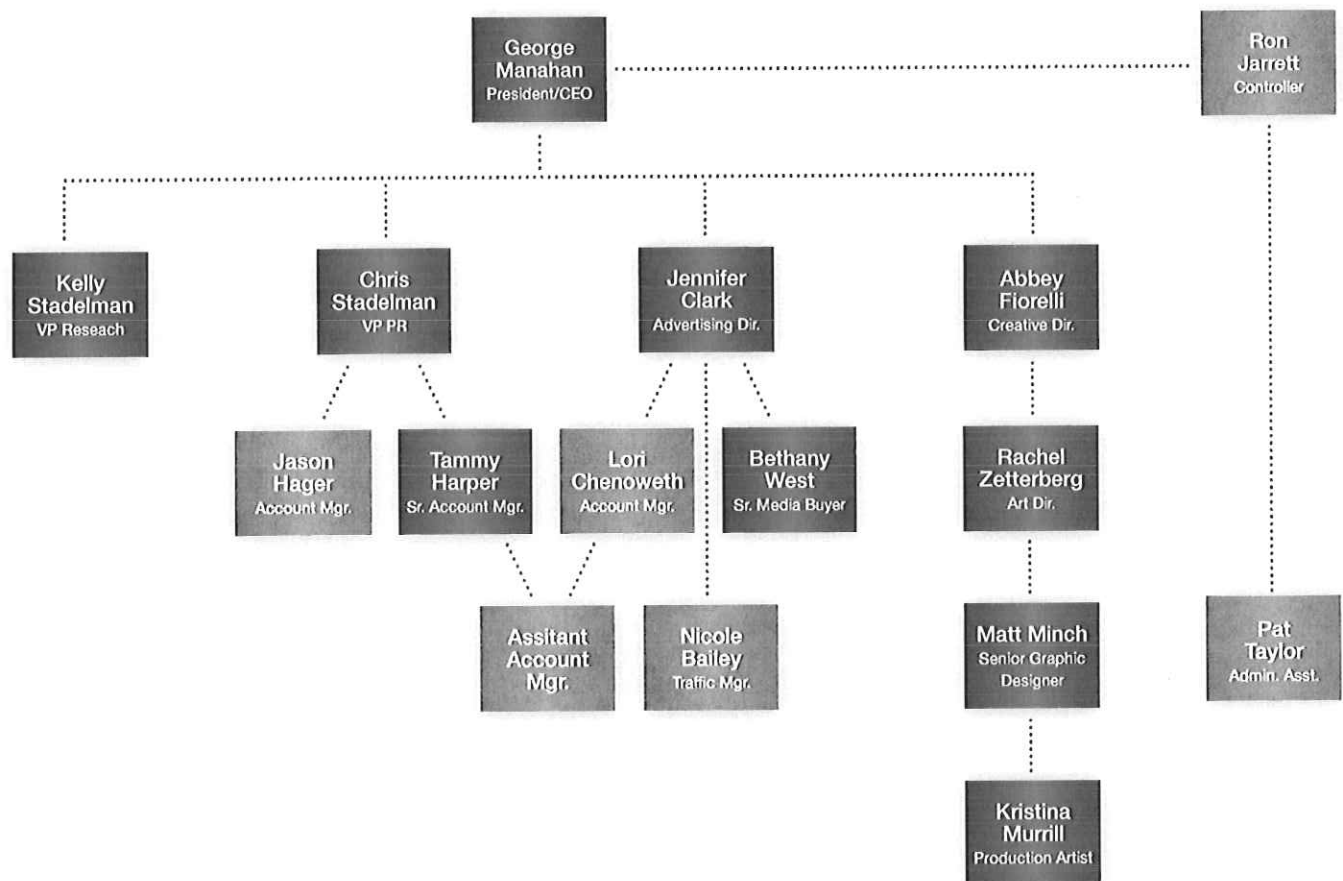 George
Manahan
President/CEO
Ron
Jarrett
Controller
Kelly
Stadelman
VP Reseach
Chris
Stadelman
VP PR
Jennifer
Clark
Advertising Dir.
Abbey
Fiorelli
Creative Dir.
Jason
Hager
Account Mgr.
Tammy
Harper
Sr. Account Mgr.
Lori
Chenoweth
Account Mgr.
Bethany
West
Sr. Media Buyer
Rachel
Zetterberg
Art Dir.
Assitant
Account
Mgr.
Nicole
Bailey
Traffic Mgr.
Matt Minch
Senior Graphic
Designer
Pat
Taylor
Admin. Asst.
Kristina
Murrill
Production Artist